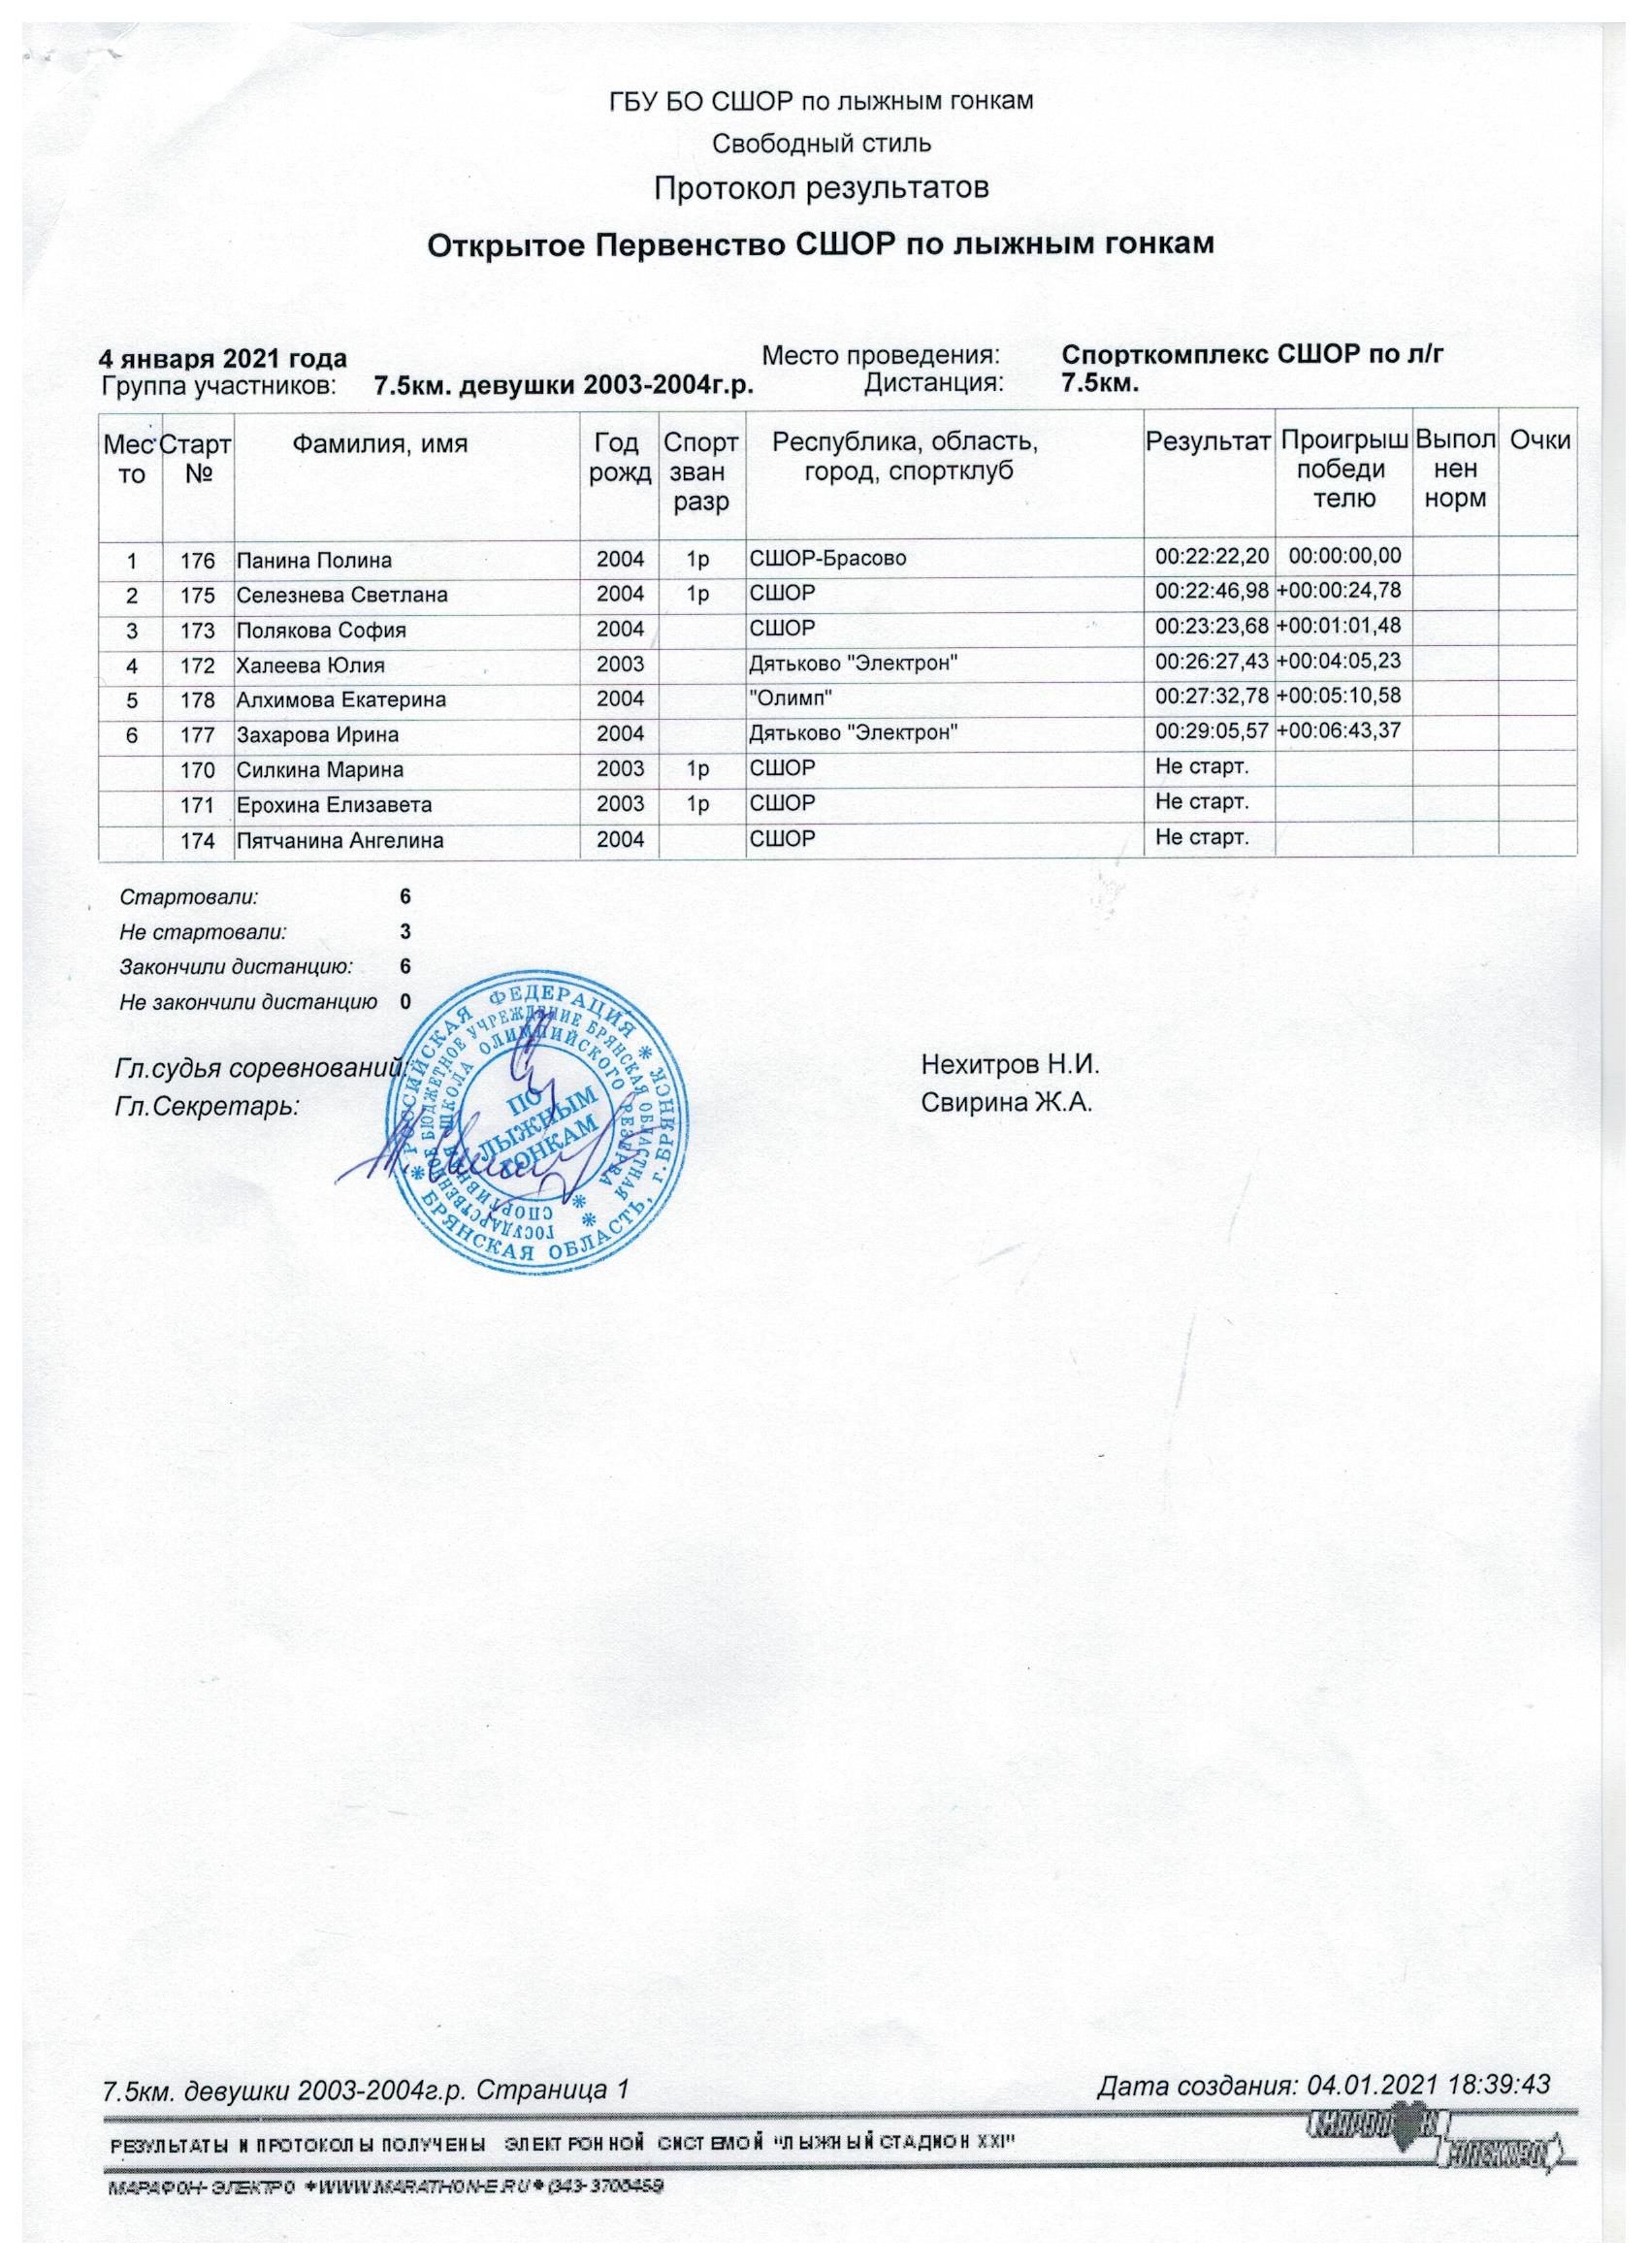 ГБУ БО СШОР по лыжным гонкам
Свободный стиль
Протокол результатов
Открытое Первенство СШОР по лыжным гонкам
4 января 2021 года Место проведения: Спорткомплекс СШОР по л/г
Группа участников: 7.5км. девушки 2003-2004г.р. Дистанция: 7.5км.
Мес Старт Фамилия, имя Год Спорт Республика, область, Результат Проигрыш Выпол Очки
то № рожд зван город, спортклуб победи нен
разр телю норм
1 176 Панина Полина 2004 1р СШОР-Брасово 00:22:22,20 00:00:00,00
2 175 Селезнева Светлана 2004 1р СШОР 00:22:46,98 +00:00:24,78
3 173 Полякова София 2004 СШОР 00:23:23,68 +00:01:01,48
4 172 Халеева Юлия 2003 Дятьково "Электрон" 00:26:27,43 +00:04:05,23
5 178 Алхимова Екатерина 2004 "Олимп" 00:27:32,78 +00:05:10,58
6 177 Захарова Ирина 2004 Дятьково "Электрон" 00:29:05,57 +00:06:43,37
170 Силкина Марина 2003 1р СШОР Не старт.
171 Ерохина Елизавета 2003 1р СШОР Не старт.
174 Пятчанина Ангелина 2004 СШОР Не старт.
Стартовали: 6
Не стартовали: 3
Закончили дистанцию: 6
Не закончили дистанцию 0
Гл.судья соревнований: Нехитров Н.И.
Гл.Секретарь: Свирина Ж.А.
РОССИЙСКАЯ ФЕДЕРАЦИЯ * БРЯНСКАЯ ОБЛАСТЬ, г.БРЯНСК *
ГОСУДАРСТВЕННОЕ БЮДЖЕТНОЕ УЧРЕЖДЕНИЕ БРЯНСКАЯ ОБЛАСТНАЯ *
СПОРТИВНАЯ ШКОЛА ОЛИМПИЙСКОГО РЕЗЕРВА *
ПО
ЛЫЖНЫМ
ГОНКАМ
7.5км. девушки 2003-2004г.р. Страница 1 Дата создания: 04.01.2021 18:39:43
РЕЗУЛЬТАТЫ И ПРОТОКОЛЫ ПОЛУЧЕНЫ ЭЛЕКТРОННОЙ СИСТЕМОЙ "ЛЫЖНЫЙ СТАДИОН XXI"
МАРАФОН-ЭЛЕКТРО *WWW.MARATHON-E.RU*